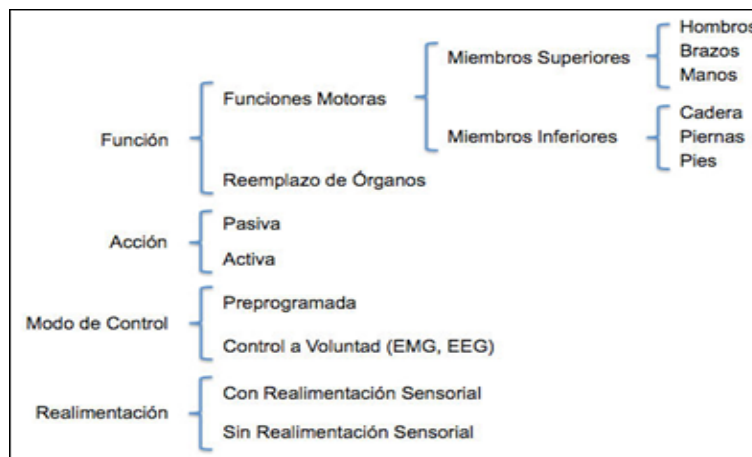 Hombros
Miembros Superiores
Brazos
Manos
Funciones Motoras
Cadera
Miembros Inferiores
Piernas
Pies
Función
Reemplazo de Órganos
Pasiva
Acción
Activa
Preprogramada
Modo de Control
Control a Voluntad (EMG, EEG)
Con Realimentación Sensorial
Realimentación
Sin Realimentación Sensorial